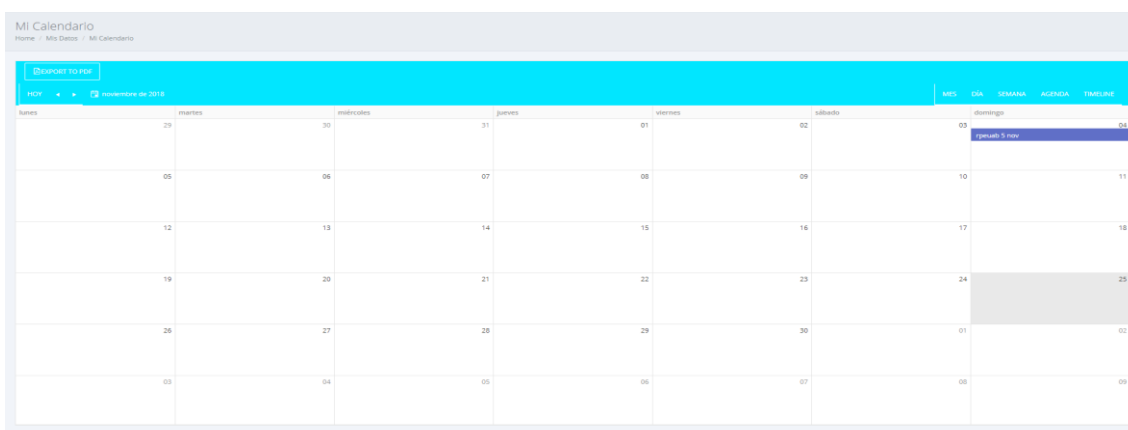 MI Calendario
Home / Mis Datos / MI Calendario
EXPORT TO PDF
HOY noviembre de 2018 MES DÍA SEMANA AGENDA TIMELINE
lunes martes miércoles jueves viernes sábado domingo
29 30 31 01 02 03 04
rpeuab 5 nov
05 06 07 08 09 10 11
12 13 14 15 16 17 18
19 20 21 22 23 24 25
26 27 28 29 30 01 02
03 04 05 06 07 08 09